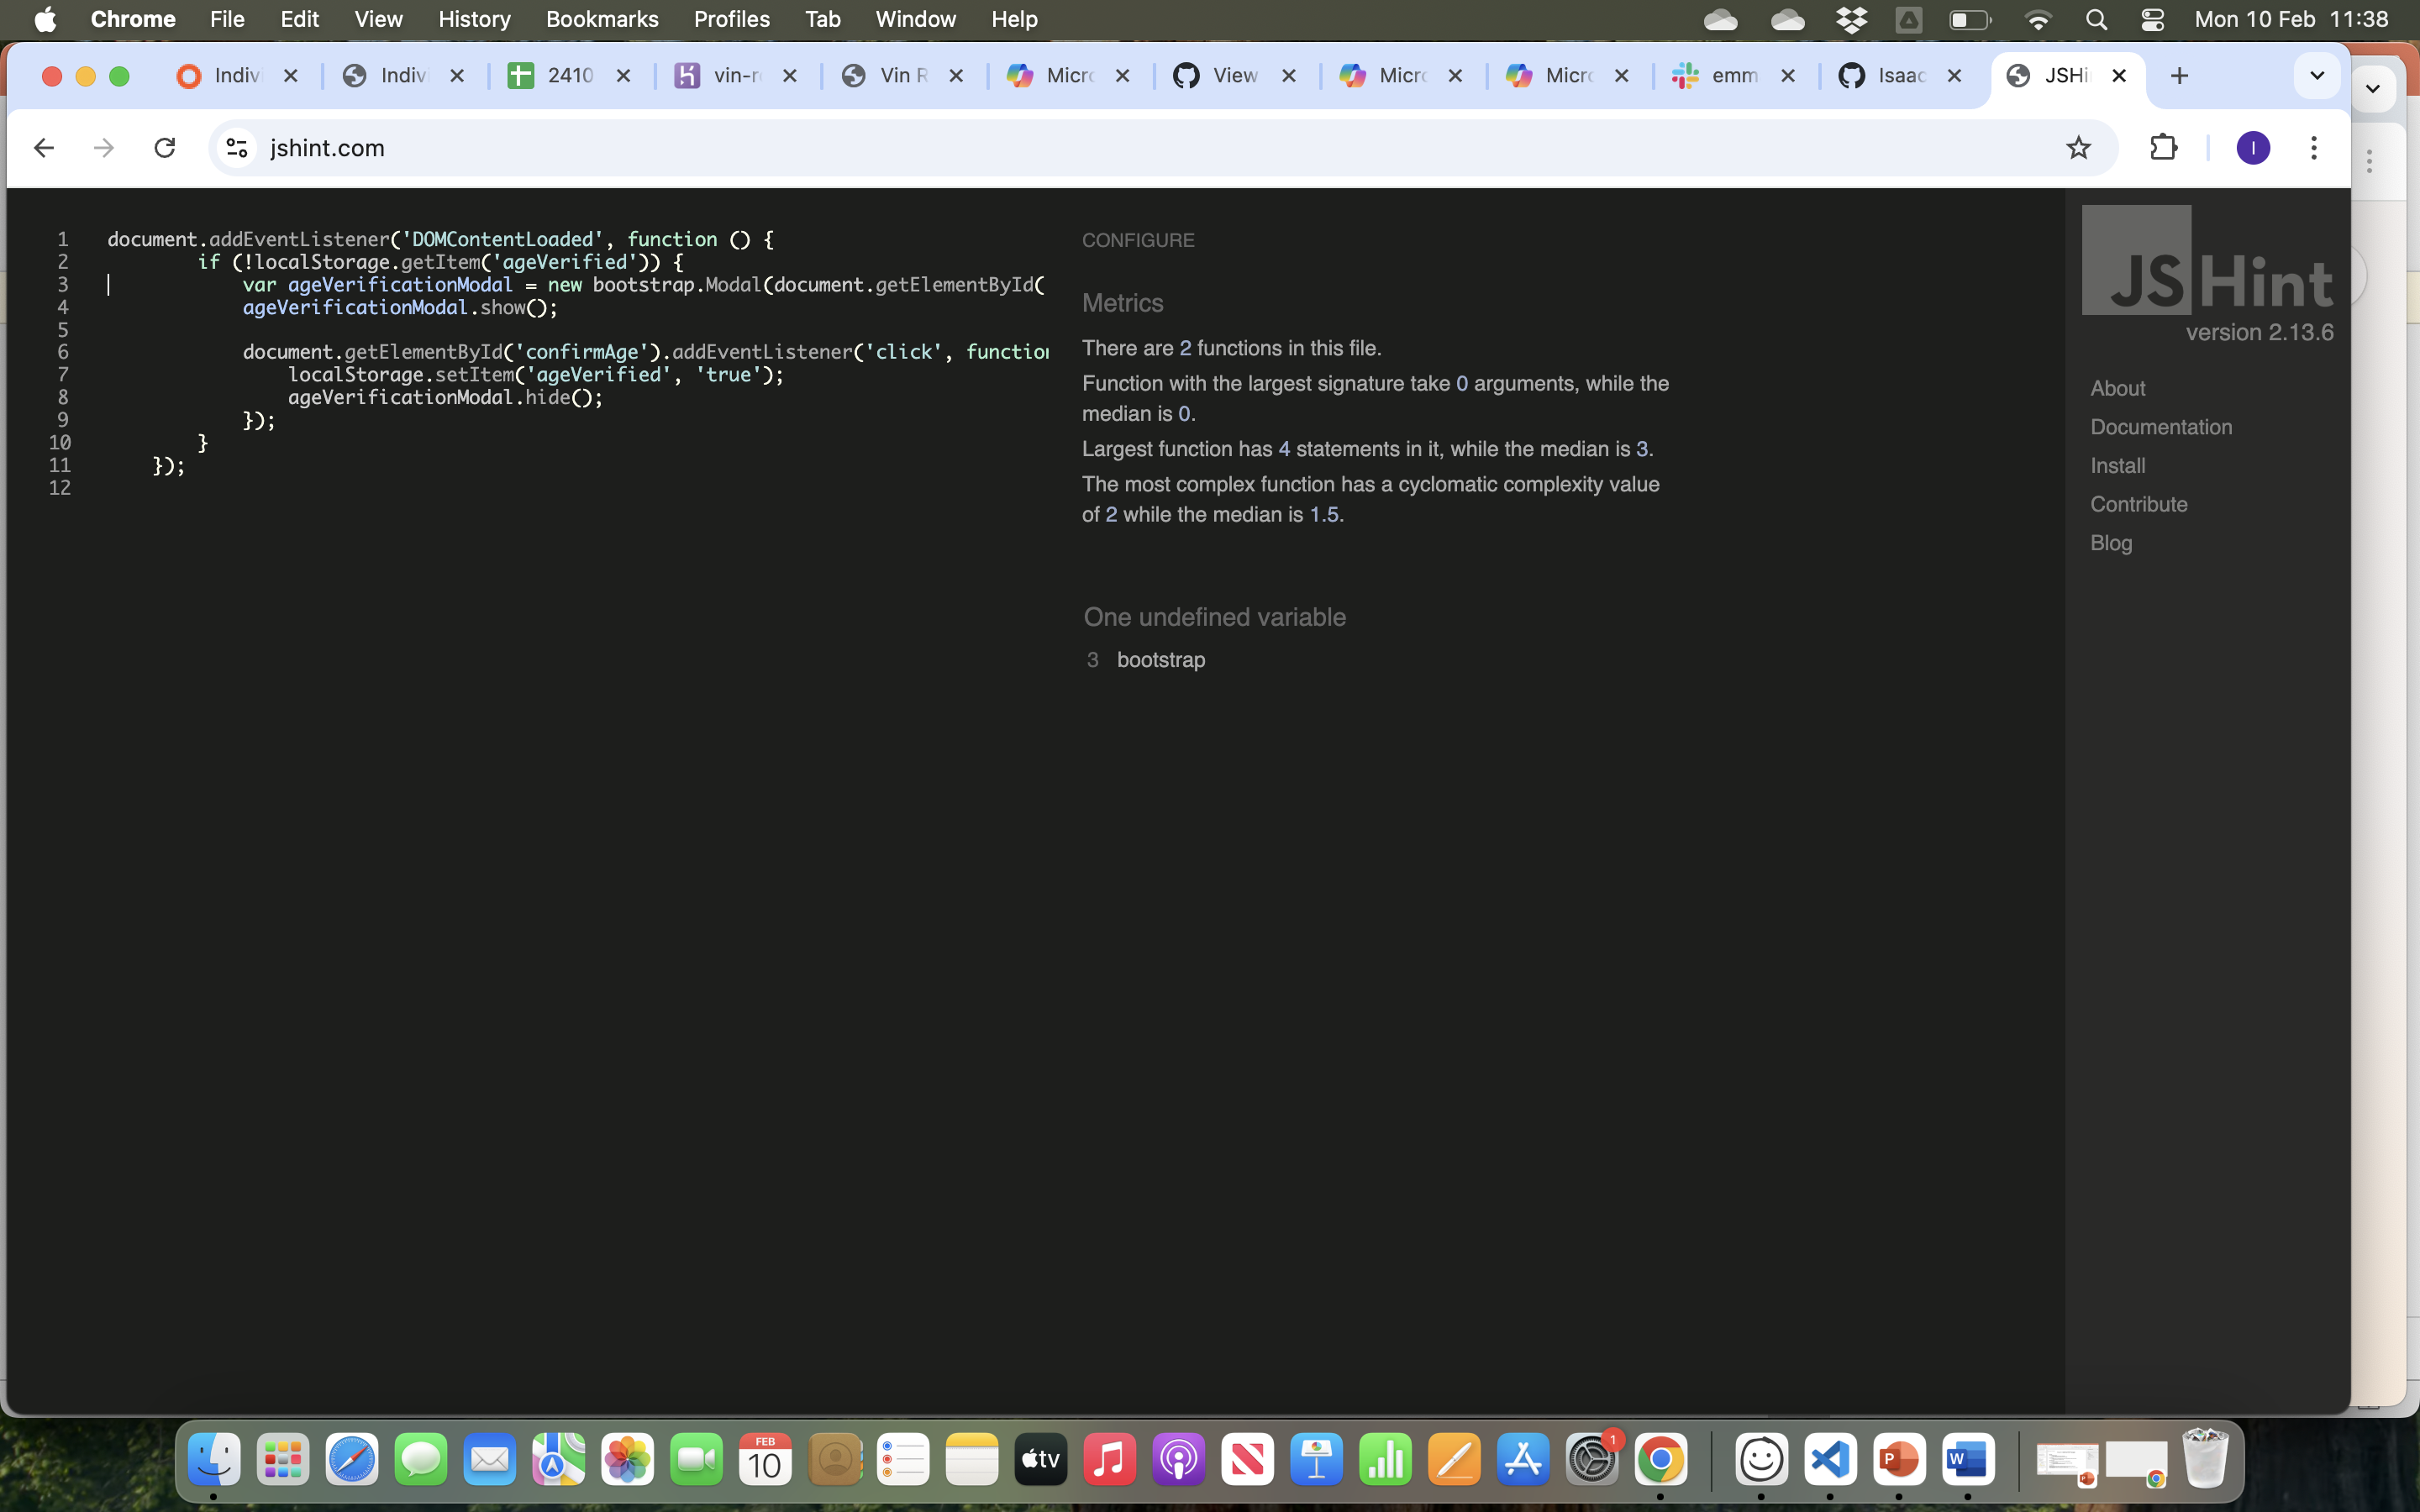 Chrome File Edit View History Bookmarks Profiles Tab Window Help Mon 10 Feb 11:38
Indiv Indiv 2410 vin-r Vin R Micro View Micro Micro emm Isaac JSHi
jshint.com I
1 document.addEventListener('DOMContentLoaded', function () {
2 if (!localStorage.getItem('ageVerified')) {
3 var ageVerificationModal = new bootstrap.Modal(document.getElementById(
4 ageVerificationModal.show();
5
6 document.getElementById('confirmAge').addEventListener('click', function
7 localStorage.setItem('ageVerified', 'true');
8 ageVerificationModal.hide();
9 });
10 }
11 });
12
CONFIGURE
Metrics
There are 2 functions in this file.
Function with the largest signature take 0 arguments, while the
median is 0.
Largest function has 4 statements in it, while the median is 3.
The most complex function has a cyclomatic complexity value
of 2 while the median is 1.5.
One undefined variable
3 bootstrap
JSHint
version 2.13.6
About
Documentation
Install
Contribute
Blog
FEB
10
tv
1
P
W